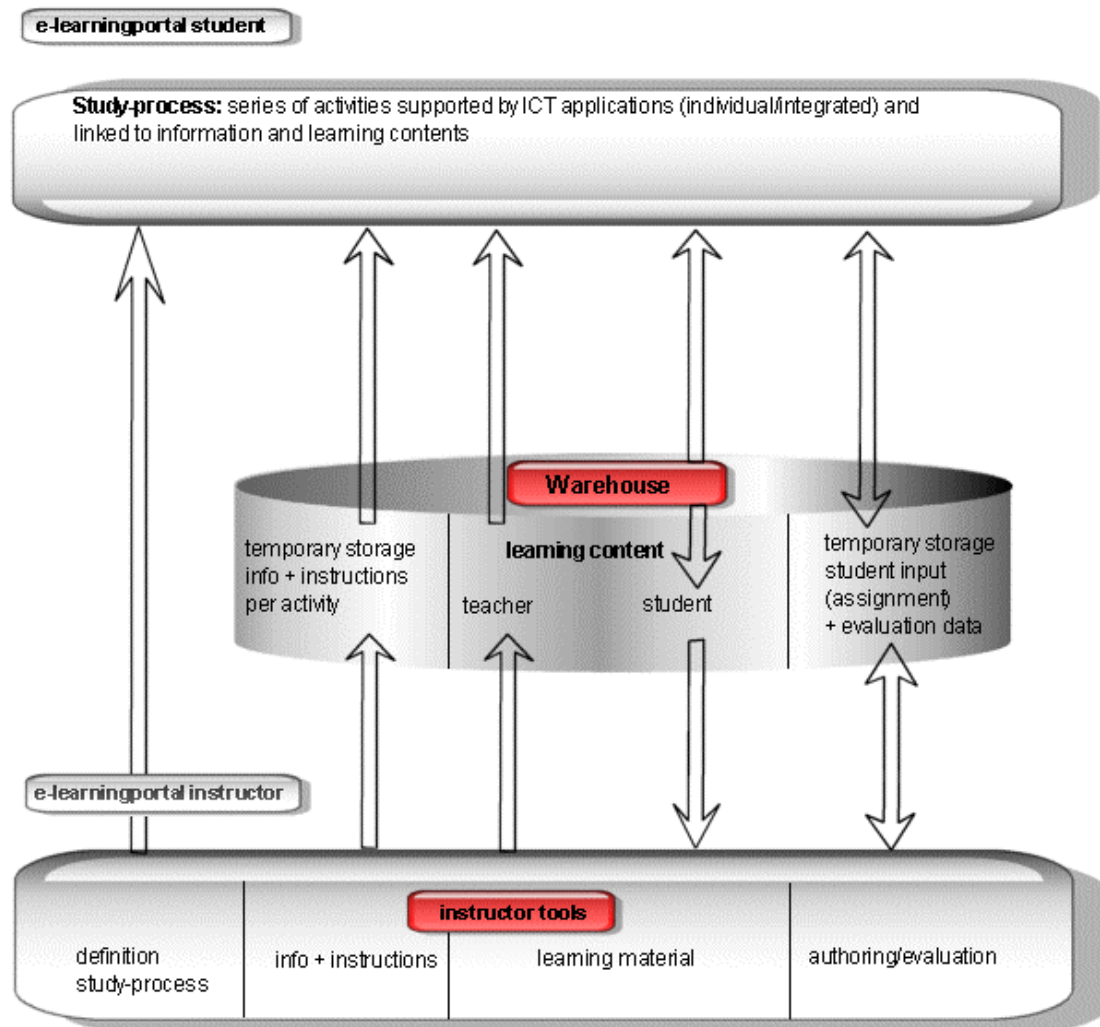 e-learningportal student
Study-process: series of activities supported by ICT applications (individual/integrated) and
linked to information and learning contents
Warehouse
temporary storage
info + instructions
per activity
learning content
teacher
student
temporary storage
student input
(assignment)
+ evaluation data
e-learningportal instructor
instructor tools
definition
study-process
info + instructions
learning material
authoring/evaluation